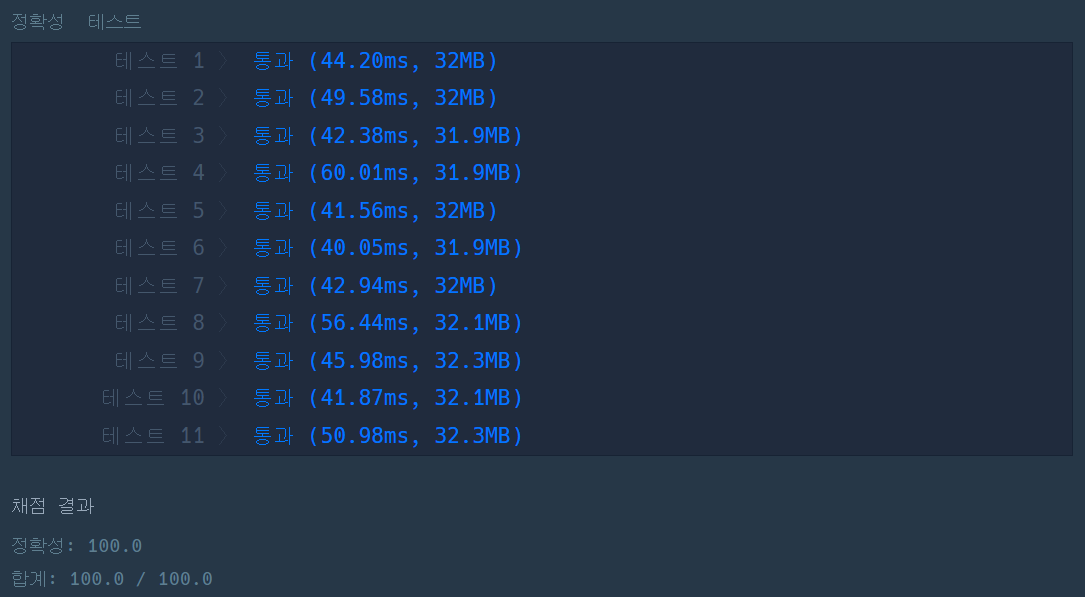 정확성 테스트
테스트 1 〉 통과 (44.20ms, 32MB)
테스트 2 〉 통과 (49.58ms, 32MB)
테스트 3 〉 통과 (42.38ms, 31.9MB)
테스트 4 〉 통과 (60.01ms, 31.9MB)
테스트 5 〉 통과 (41.56ms, 32MB)
테스트 6 〉 통과 (40.05ms, 31.9MB)
테스트 7 〉 통과 (42.94ms, 32MB)
테스트 8 〉 통과 (56.44ms, 32.1MB)
테스트 9 〉 통과 (45.98ms, 32.3MB)
테스트 10 〉 통과 (41.87ms, 32.1MB)
테스트 11 〉 통과 (50.98ms, 32.3MB)
채점 결과
정확성: 100.0
합계: 100.0 / 100.0